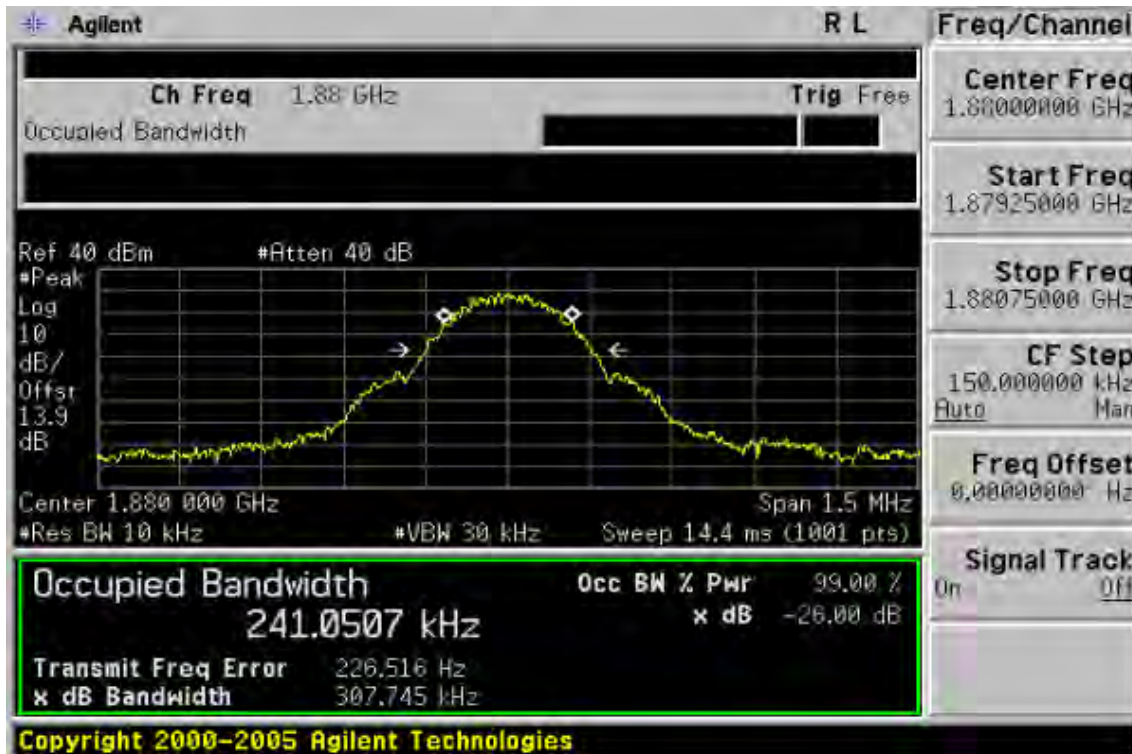 Agilent R L
Ch Freq 1.88 GHz Trig Free
Occupied Bandwidth
Ref 40 dBm #Atten 40 dB
#Peak
Log
10
dB/
Offst
13.9
dB
Center 1.880 000 GHz Span 1.5 MHz
#Res BW 10 kHz #VBW 30 kHz Sweep 14.4 ms (1001 pts)
Occupied Bandwidth
241.0507 kHz
Occ BW % Pwr 99.00 %
x dB -26.00 dB
Transmit Freq Error 226.516 Hz
x dB Bandwidth 307.745 kHz
Copyright 2000-2005 Agilent Technologies
Freq/Channel
Center Freq
1.88000000 GHz
Start Freq
1.87925000 GHz
Stop Freq
1.88075000 GHz
CF Step
150.000000 kHz
Auto Man
Freq Offset
0.00000000 Hz
Signal Track
On Off